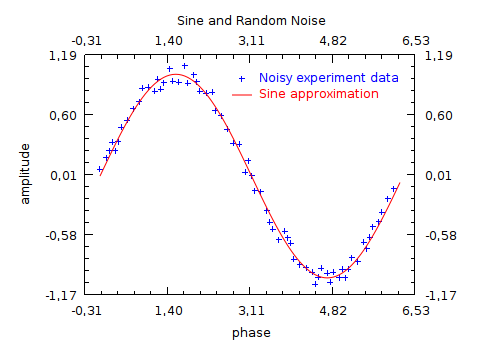 Sine and Random Noise
-0,31 1,40 3,11 4,82 6,53
1,19 1,19
Noisy experiment data
Sine approximation
0,60 0,60
amplitude
0,01 0,01
-0,58 -0,58
-1,17 -1,17
-0,31 1,40 3,11 4,82 6,53
phase